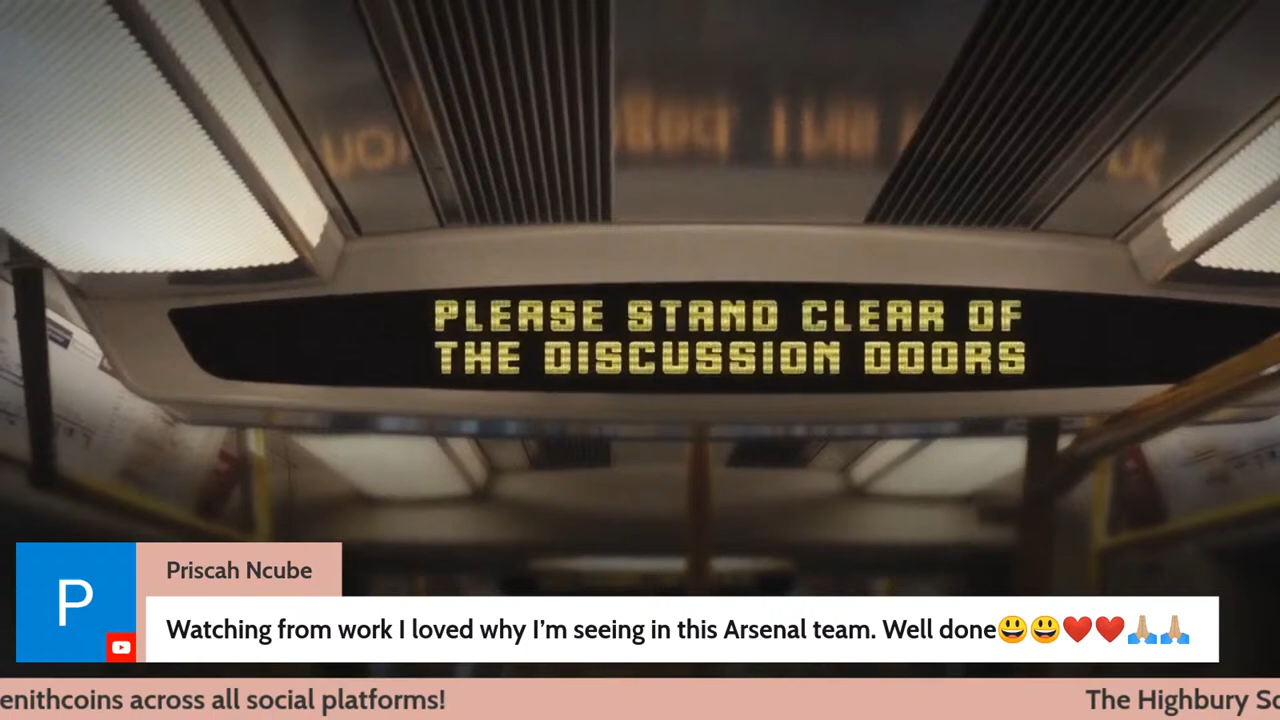 PLEASE STAND CLEAR OF
THE DISCUSSION DOORS
P
Priscah Ncube
Watching from work I loved why I’m seeing in this Arsenal team. Well done😃😃❤️❤️🙏🏼🙏🏼
enithcoins across all social platforms! The Highbury